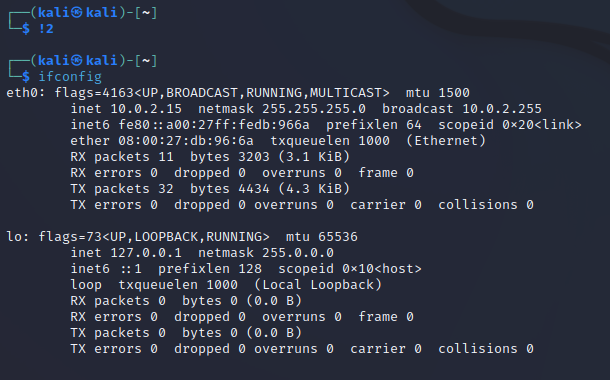 ┌──(kali㉿kali)-[~]
└─$ !2
┌──(kali㉿kali)-[~]
└─$ ifconfig
eth0: flags=4163<UP,BROADCAST,RUNNING,MULTICAST>  mtu 1500
        inet 10.0.2.15  netmask 255.255.255.0  broadcast 10.0.2.255
        inet6 fe80::a00:27ff:fedb:966a  prefixlen 64  scopeid 0×20<link>
        ether 08:00:27:db:96:6a  txqueuelen 1000  (Ethernet)
        RX packets 11  bytes 3203 (3.1 KiB)
        RX errors 0  dropped 0  overruns 0  frame 0
        TX packets 32  bytes 4434 (4.3 KiB)
        TX errors 0  dropped 0 overruns 0  carrier 0  collisions 0
lo: flags=73<UP,LOOPBACK,RUNNING>  mtu 65536
        inet 127.0.0.1  netmask 255.0.0.0
        inet6 ::1  prefixlen 128  scopeid 0×10<host>
        loop  txqueuelen 1000  (Local Loopback)
        RX packets 0  bytes 0 (0.0 B)
        RX errors 0  dropped 0  overruns 0  frame 0
        TX packets 0  bytes 0 (0.0 B)
        TX errors 0  dropped 0 overruns 0  carrier 0  collisions 0